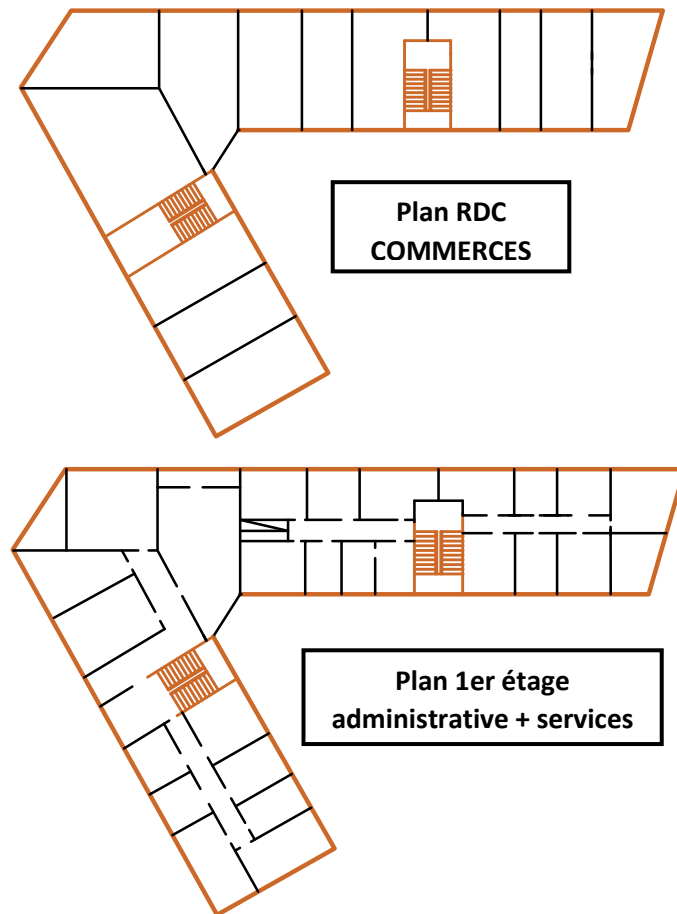 Plan RDC
COMMERCES
Plan 1er étage
administrative + services